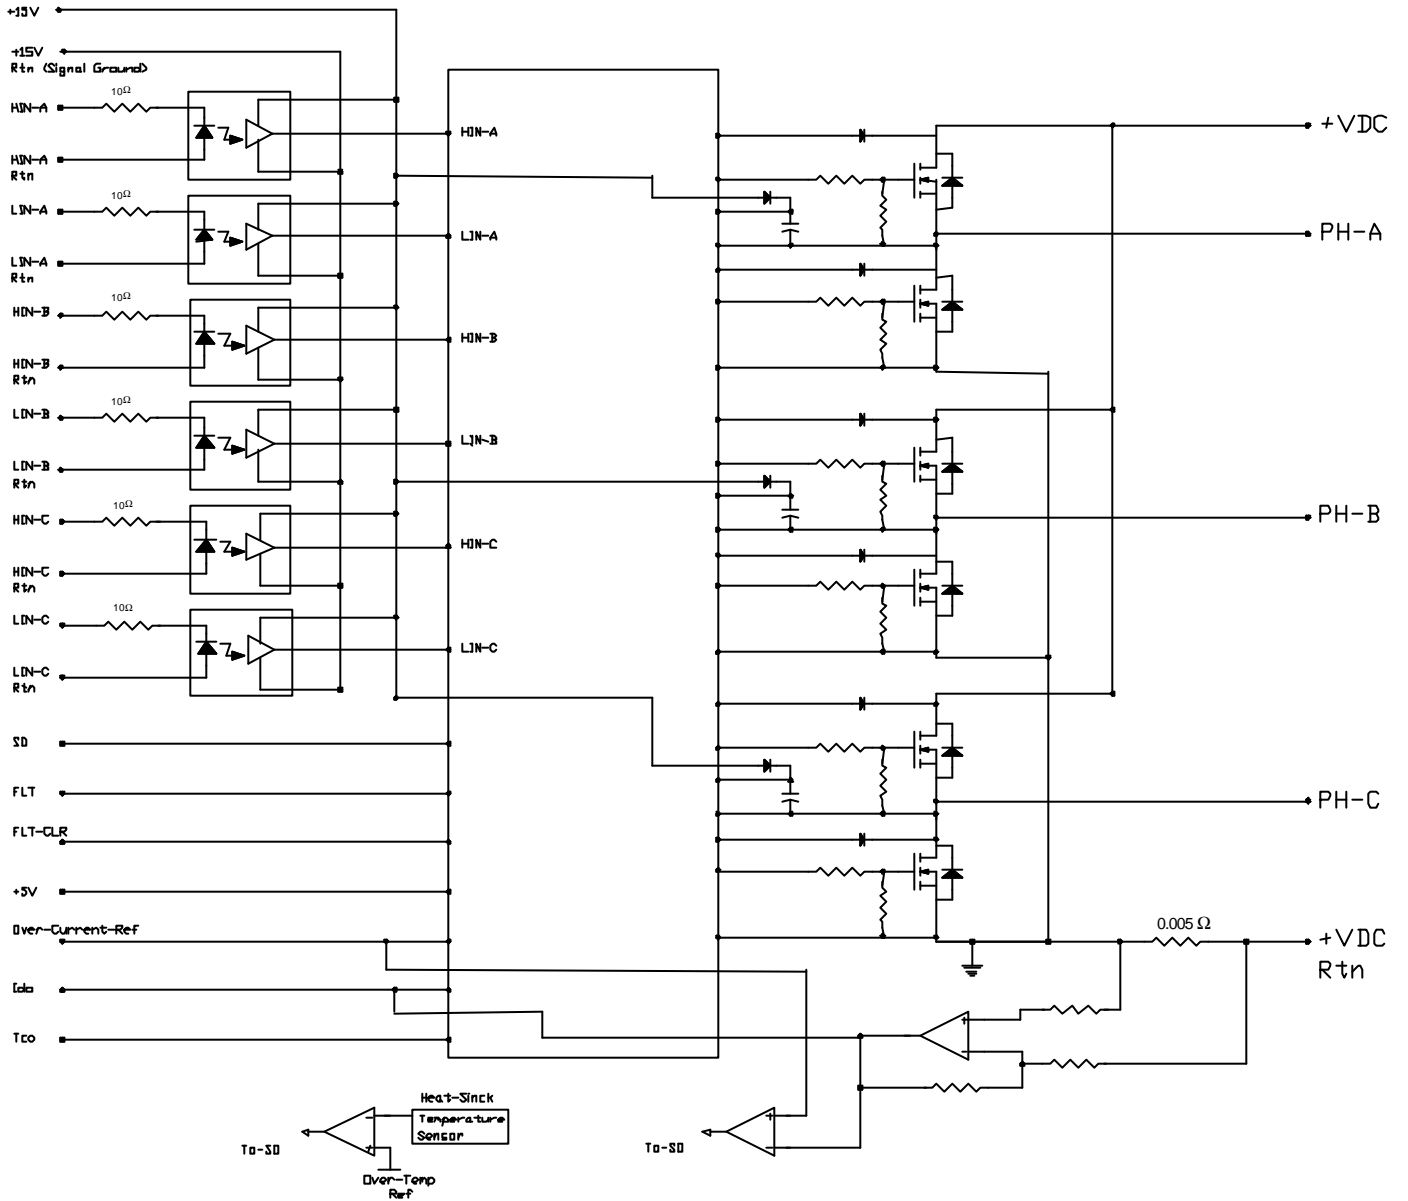 +15V
+15V
Rtn (Signal Ground)
HIN-A
10Ω
HIN-A
Rtn
LIN-A
10Ω
LIN-A
Rtn
HIN-B
10Ω
HIN-B
Rtn
LIN-B
10Ω
LIN-B
Rtn
HIN-C
10Ω
HIN-C
Rtn
LIN-C
10Ω
LIN-C
Rtn
SD
FLT
FLT-CLR
+5V
Over-Current-Ref
Ido
Tco
HIN-A
LIN-A
HIN-B
LIN-B
HIN-C
LIN-C
+VDC
PH-A
PH-B
PH-C
0.005 Ω
+VDC
Rtn
+
-
Heat-Sinck
Temperature
Sensor
-
+
To-SD
Over-Temp
Ref
+
-
To-SD